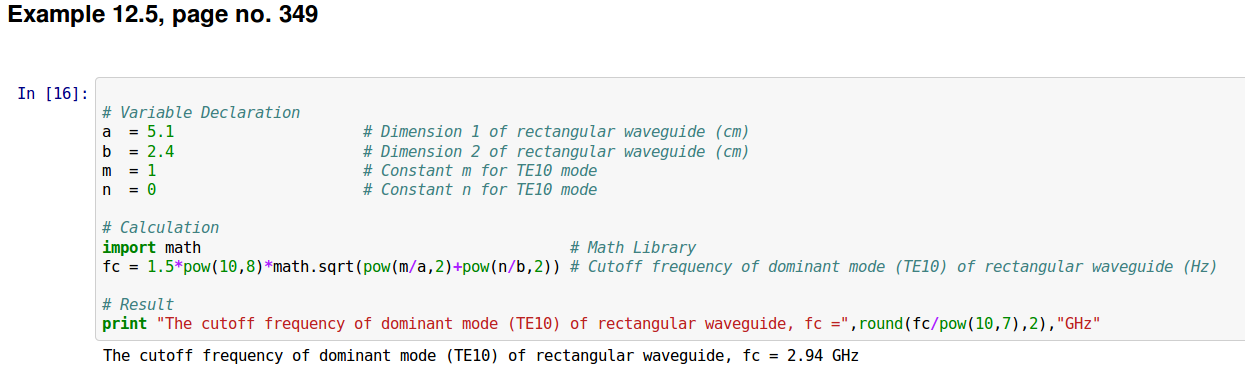 Example 12.5, page no. 349
In [16]:
# Variable Declaration
a  = 5.1                     # Dimension 1 of rectangular waveguide (cm)
b  = 2.4                     # Dimension 2 of rectangular waveguide (cm)
m  = 1                       # Constant m for TE10 mode
n  = 0                       # Constant n for TE10 mode
# Calculation
import math                                         # Math Library
fc = 1.5*pow(10,8)*math.sqrt(pow(m/a,2)+pow(n/b,2)) # Cutoff frequency of dominant mode (TE10) of rectangular waveguide (Hz)
# Result
print "The cutoff frequency of dominant mode (TE10) of rectangular waveguide, fc =",round(fc/pow(10,7),2),"GHz"
The cutoff frequency of dominant mode (TE10) of rectangular waveguide, fc = 2.94 GHz